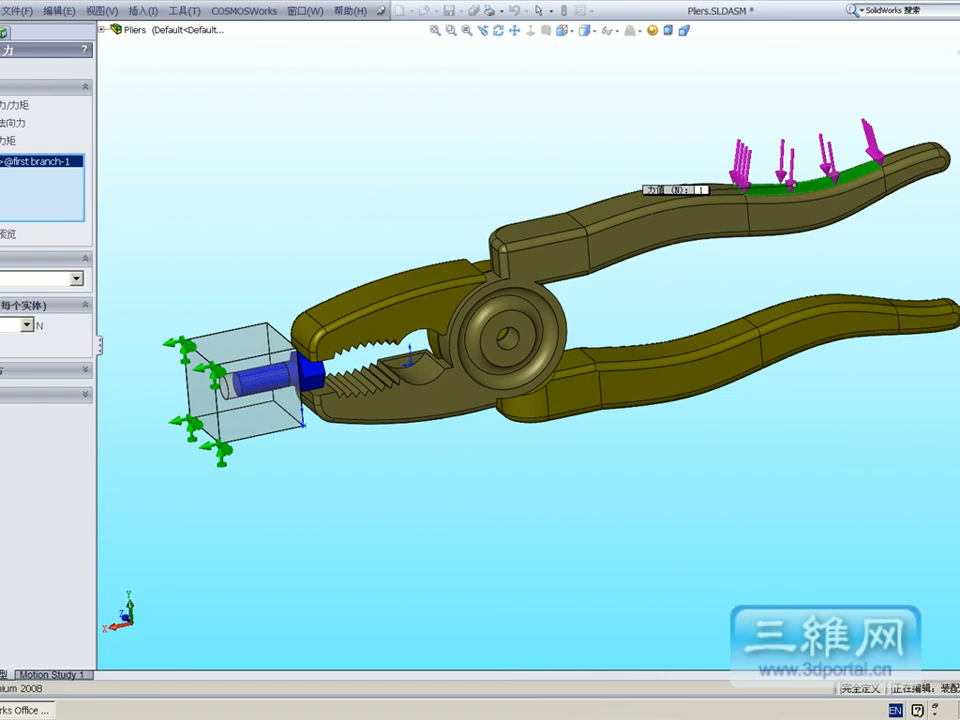 文件(F) 编辑(E) 视图(V) 插入(I) 工具(T) COSMOSWorks 窗口(W) 帮助(H) Pliers.SLDASM * SolidWorks 搜索
Pliers (Default<Default...
力 ?
力/力矩
法向力
力矩
>@first branch-1
预览
每个实体)
N
力值 (N): 1
Y
Z
X
三維网
www.3dportal.cn
型 Motion Study 1
nium 2008 完全定义 正在编辑: 装配
rks Office ... EN